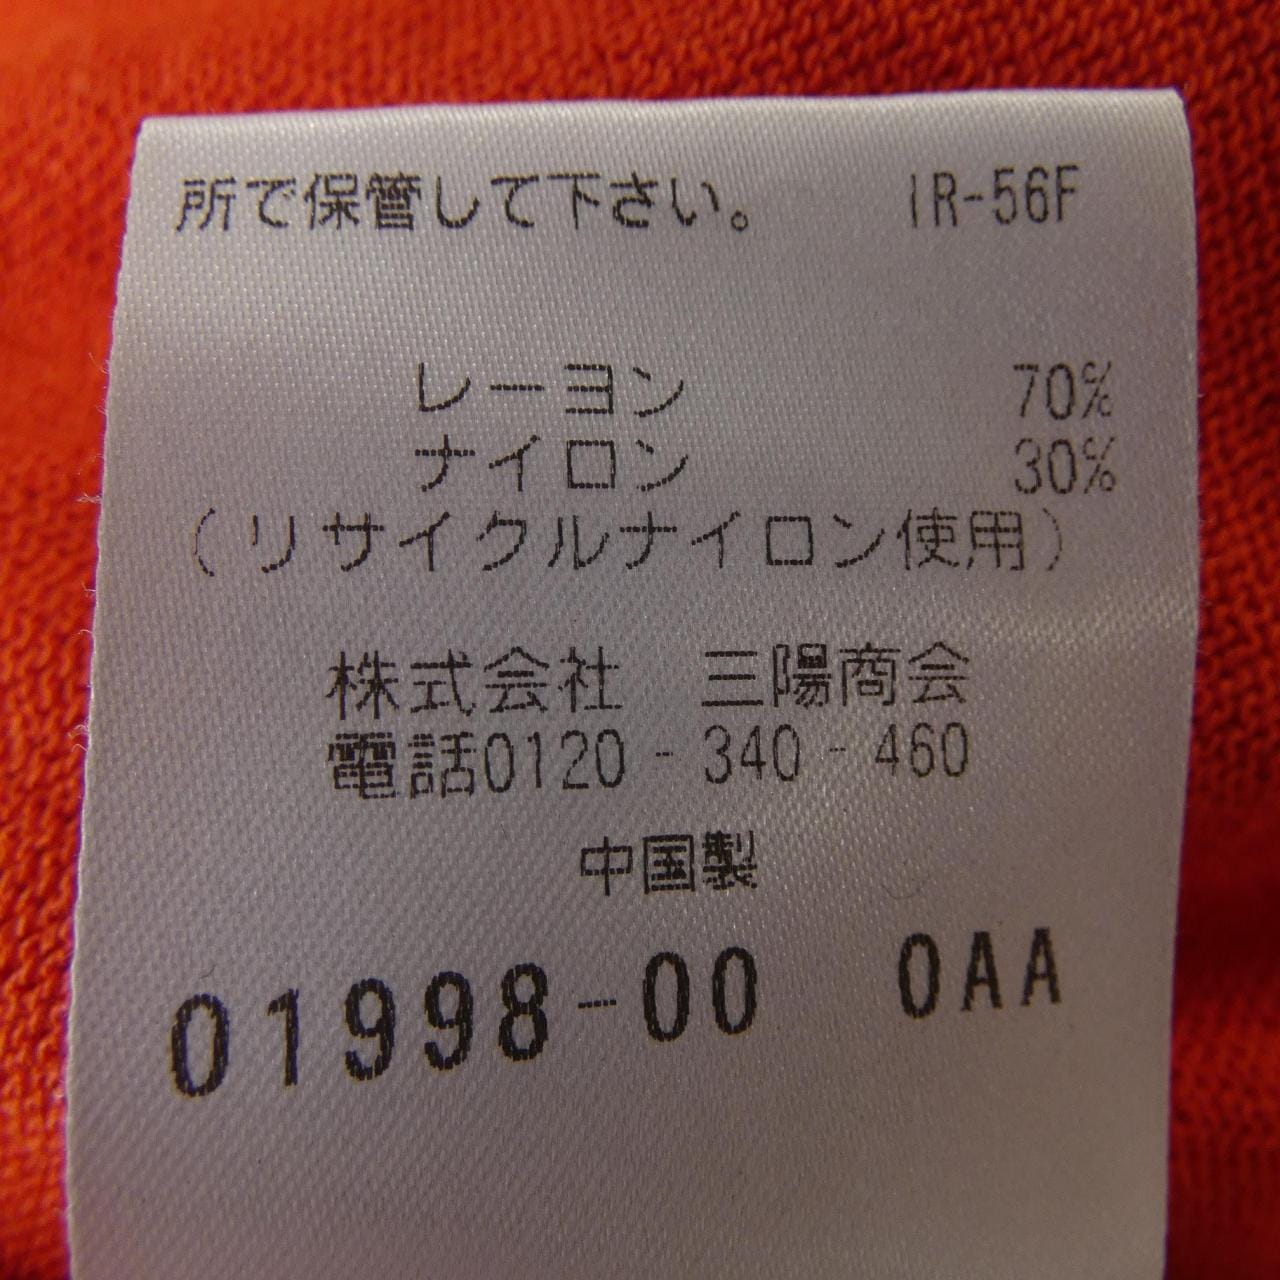 所で保管して下さい。 IR-56F
レーヨン 70%
ナイロン 30%
(リサイクルナイロン使用)
株式会社 三陽商会
電話0120-340-460
中国製
01998-00 0AA